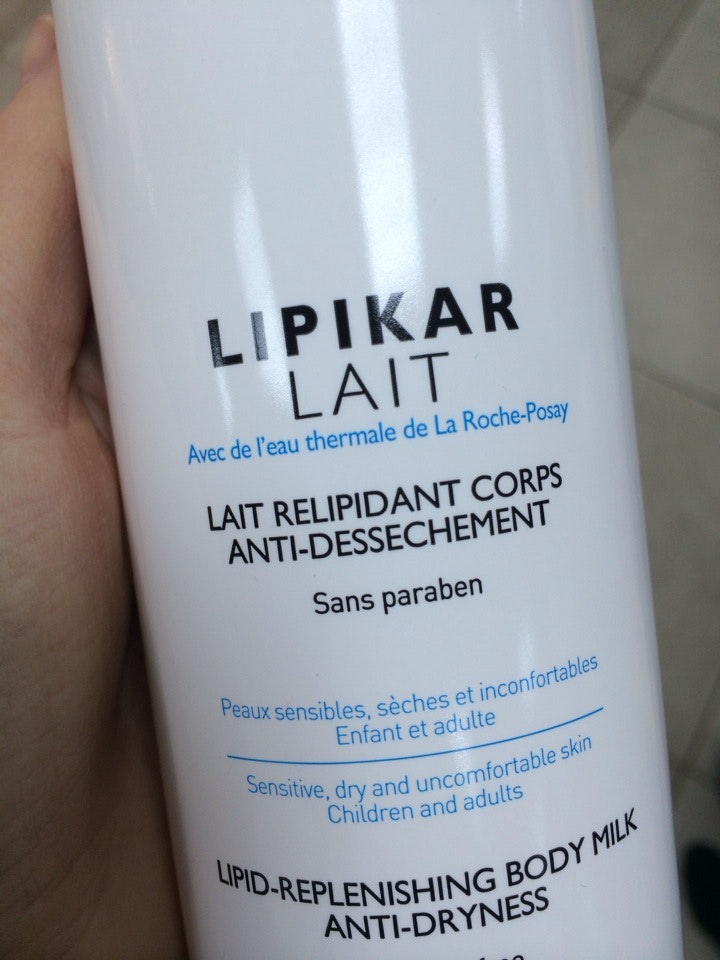 LIPIKAR
LAIT
Avec de l'eau thermale de La Roche-Posay
LAIT RELIPIDANT CORPS
ANTI-DESSECHEMENT
Sans paraben
Peaux sensibles, sèches et inconfortables
Enfant et adulte
Sensitive, dry and uncomfortable skin
Children and adults
LIPID-REPLENISHING BODY MILK
ANTI-DRYNESS